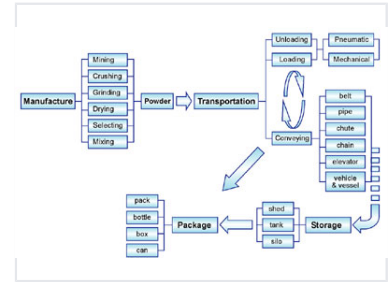 Manufacture
Mining
Crushing
Grinding
Drying
Selecting
Mixing
Powder
Transportation
Unloading
Loading
Pneumatic
Mechanical
Conveying
belt
pipe
chute
chain
elevator
vehicle
& vessel
Storage
shed
tank
silo
Package
pack
bottle
box
can